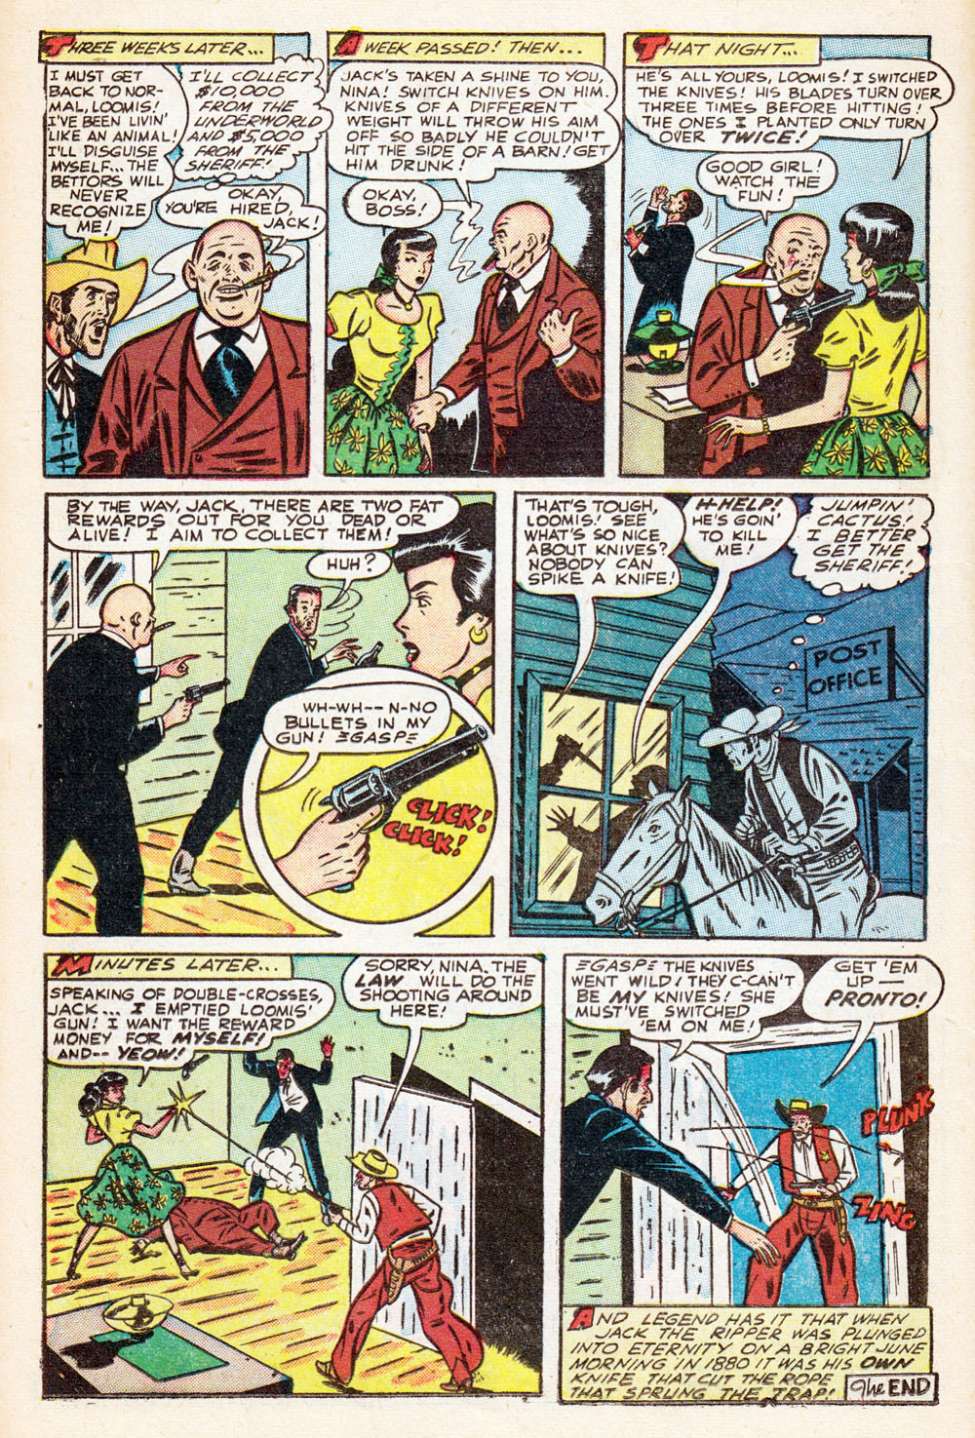 THREE WEEKS LATER...
I MUST GET
BACK TO NOR-
MAL, LOOMIS!
I'VE BEEN LIVIN'
LIKE AN ANIMAL!
I'LL DISGUISE
MYSELF... THE
BETTORS WILL
NEVER
RECOGNIZE
ME!
I'LL COLLECT
$10,000
FROM THE
UNDERWORLD
AND $5,000
FROM THE
SHERIFF!
OKAY,
YOU'RE HIRED,
JACK!
A WEEK PASSED! THEN...
JACK'S TAKEN A SHINE TO YOU,
NINA! SWITCH KNIVES ON HIM.
KNIVES OF A DIFFERENT
WEIGHT WILL THROW HIS AIM
OFF SO BADLY HE COULDN'T
HIT THE SIDE OF A BARN! GET
HIM DRUNK!
OKAY,
BOSS!
THAT NIGHT...
HE'S ALL YOURS, LOOMIS! I SWITCHED
THE KNIVES! HIS BLADES TURN OVER
THREE TIMES BEFORE HITTING!
THE ONES I PLANTED ONLY TURN
OVER TWICE!
GOOD GIRL!
WATCH THE
FUN!
BY THE WAY, JACK, THERE ARE TWO FAT
REWARDS OUT FOR YOU DEAD OR
ALIVE! I AIM TO COLLECT THEM!
HUH?
WH-WH-- N-NO
BULLETS IN MY
GUN! GASP
CLICK!
CLICK!
THAT'S TOUGH,
LOOMIS! SEE
WHAT'S SO NICE
ABOUT KNIVES?
NOBODY CAN
SPIKE A KNIFE!
H-HELP!
HE'S GOIN'
TO KILL
ME!
JUMPIN'
CACTUS!
I BETTER
GET THE
SHERIFF!
POST
OFFICE
MINUTES LATER...
SPEAKING OF DOUBLE-CROSSES,
JACK... I EMPTIED LOOMIS'
GUN! I WANT THE REWARD
MONEY FOR MYSELF!
AND-- YEOW!
SORRY, NINA. THE
LAW WILL DO THE
SHOOTING AROUND
HERE!
GASP THE KNIVES
WENT WILD! THEY C-CAN'T
BE MY KNIVES! SHE
MUST'VE SWITCHED
'EM ON ME!
GET 'EM
UP—
PRONTO!
PLUNK
ZING
AND LEGEND HAS IT THAT WHEN
JACK THE RIPPER WAS PLUNGED
INTO ETERNITY ON A BRIGHT JUNE
MORNING IN 1880 IT WAS HIS OWN
KNIFE THAT CUT THE ROPE
THAT SPRUNG THE TRAP!
The END